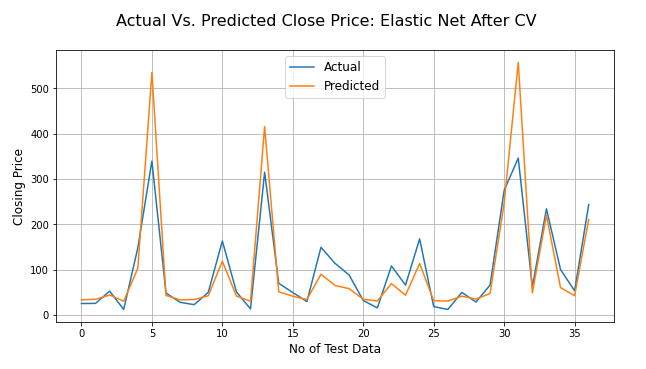 Actual Vs. Predicted Close Price: Elastic Net After CV
Actual
Predicted
Closing Price
500
400
300
200
100
0
0 5 10 15 20 25 30 35
No of Test Data